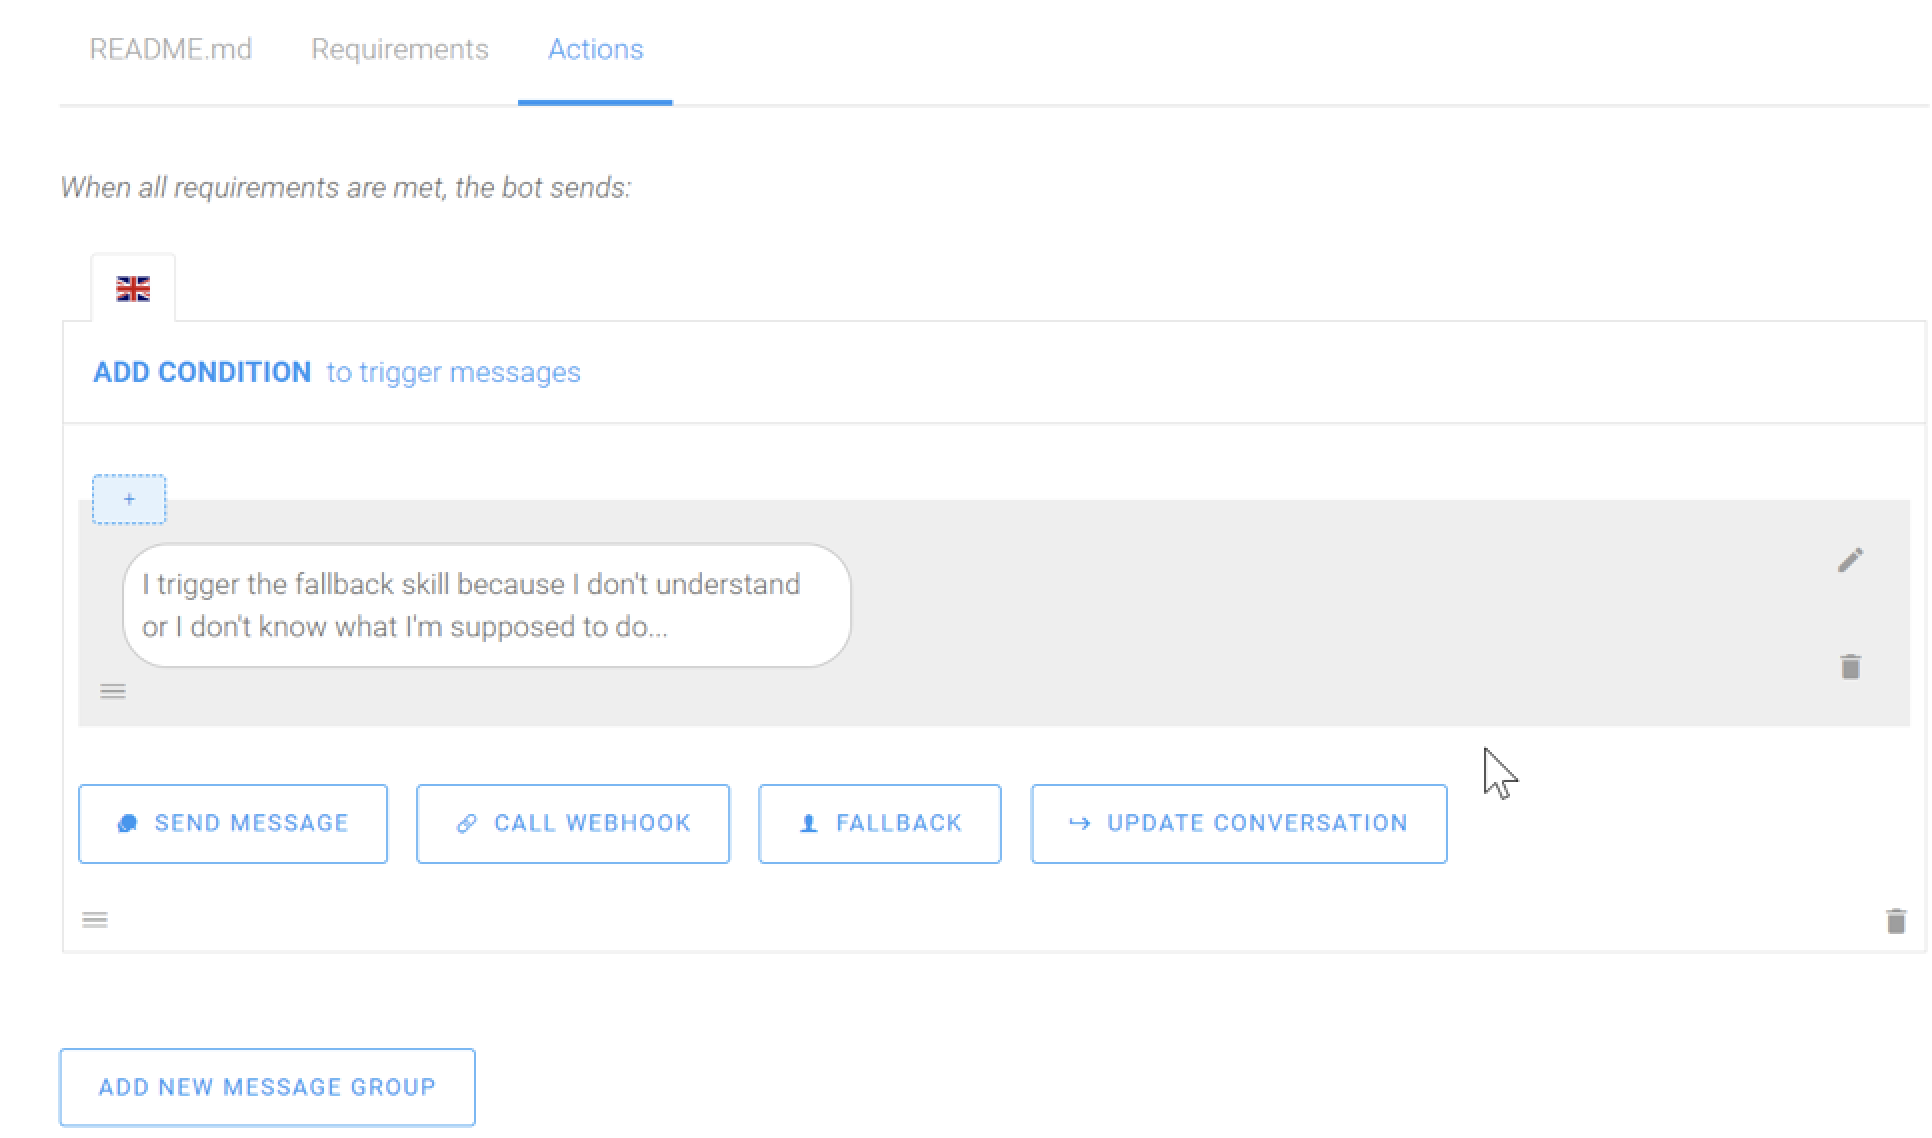 README.md Requirements Actions
When all requirements are met, the bot sends:
ADD CONDITION to trigger messages
+
I trigger the fallback skill because I don't understand
or I don't know what I'm supposed to do...
SEND MESSAGE CALL WEBHOOK FALLBACK UPDATE CONVERSATION
ADD NEW MESSAGE GROUP